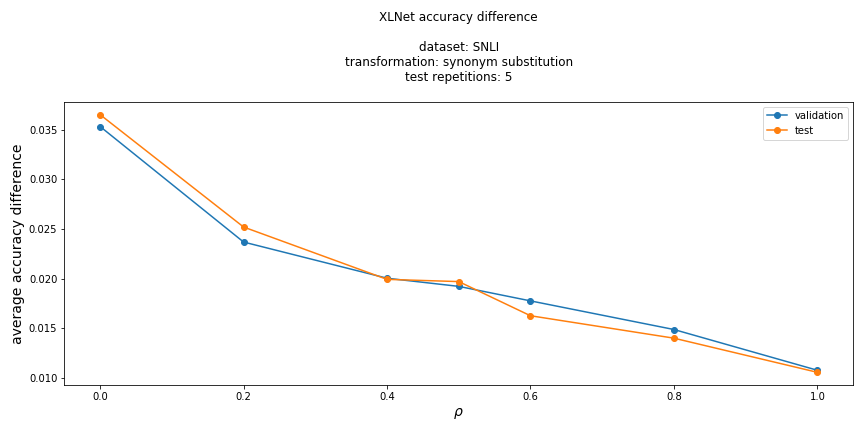 XLNet accuracy difference
dataset: SNLI
transformation: synonym substitution
test repetitions: 5
validation
test
average accuracy difference
0.035
0.030
0.025
0.020
0.015
0.010
0.0 0.2 0.4 0.6 0.8 1.0
ρ